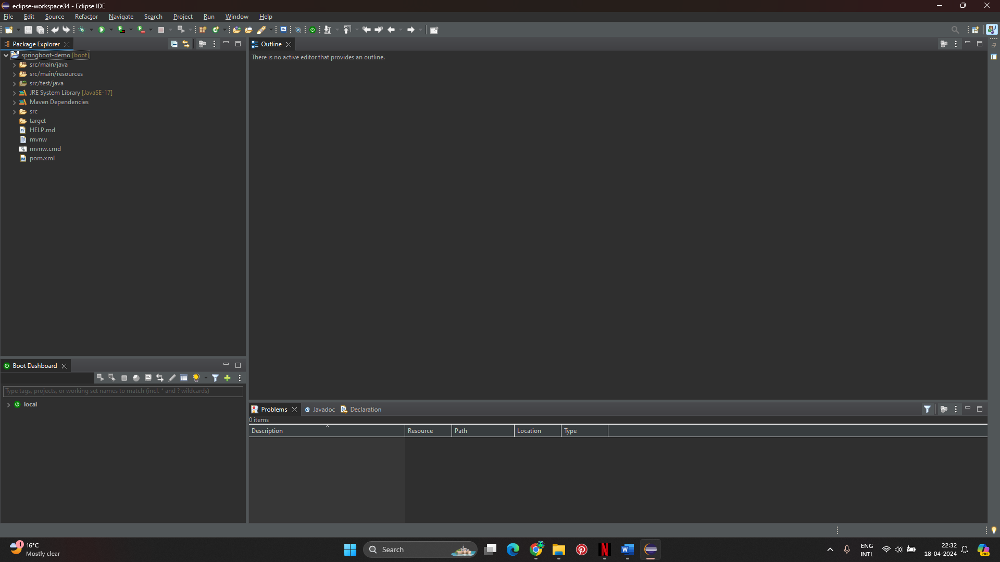 eclipse-workspace34 - Eclipse IDE
File Edit Source Refactor Navigate Search Project Run Window Help
Package Explorer
springboot-demo [boot]
src/main/java
src/main/resources
src/test/java
JRE System Library [JavaSE-17]
Maven Dependencies
src
target
HELP.md
mvnw
mvnw.cmd
pom.xml
Outline
There is no active editor that provides an outline.
Boot Dashboard
Type tags, projects, or working set names to match (incl. * and ? wildcards)
local
Problems Javadoc Declaration
0 items
Description Resource Path Location Type
1
16°C
Mostly clear
Search
ENG
INTL
22:32
18-04-2024
PRE